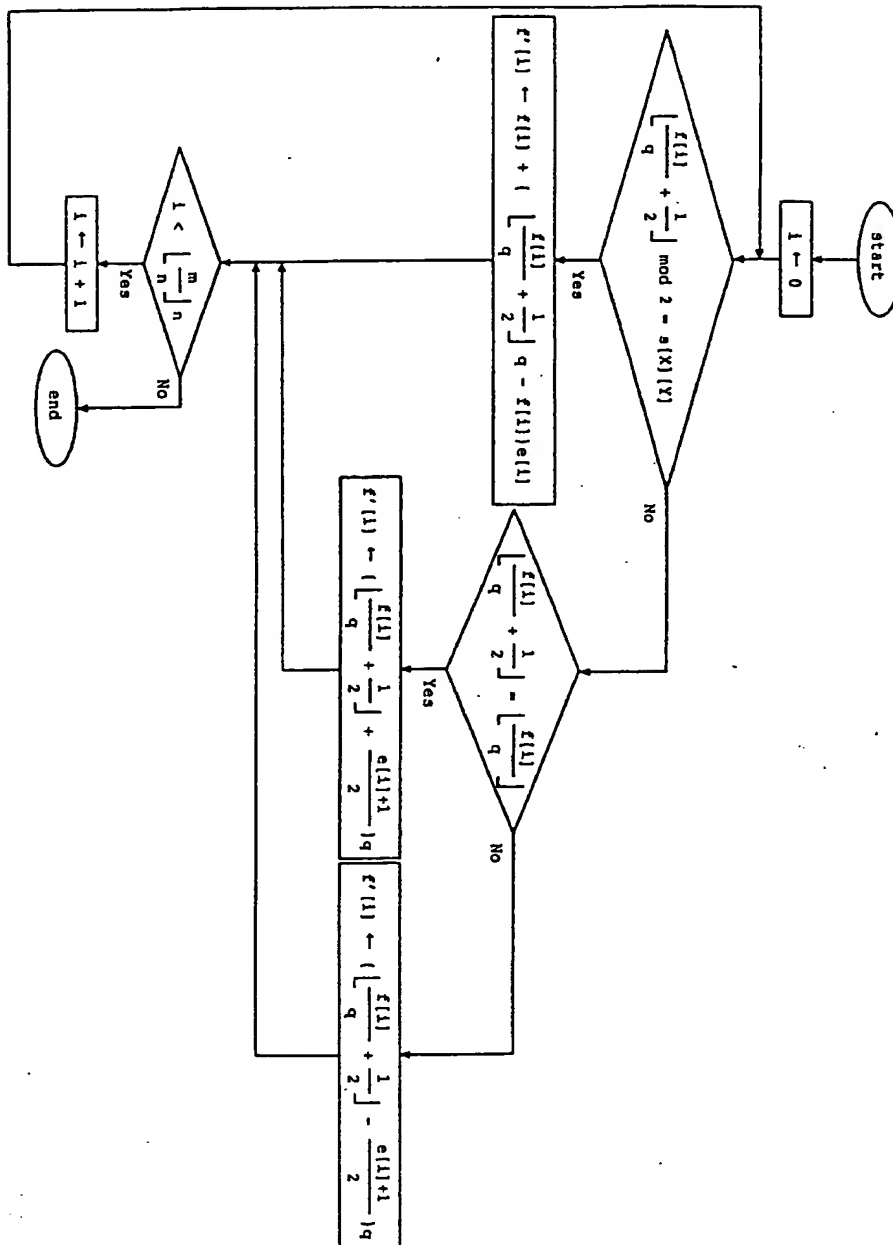 start
i ← 0
⌊f(i)/q + 1/2⌋ mod 2 = s(X)(Y)
Yes
No
f'(i) ← f(i) + (⌊f(i)/q + 1/2⌋q - f(i))e(i)
⌊f(i)/q + 1/2⌋ = ⌊f(i)/q⌋
Yes
No
f'(i) ← (⌊f(i)/q + 1/2⌋ + e(i)+1/2)q
f'(i) ← (⌊f(i)/q + 1/2⌋ - e(i)+1/2)q
i < ⌊m/n⌋n
Yes
No
i ← i + 1
end